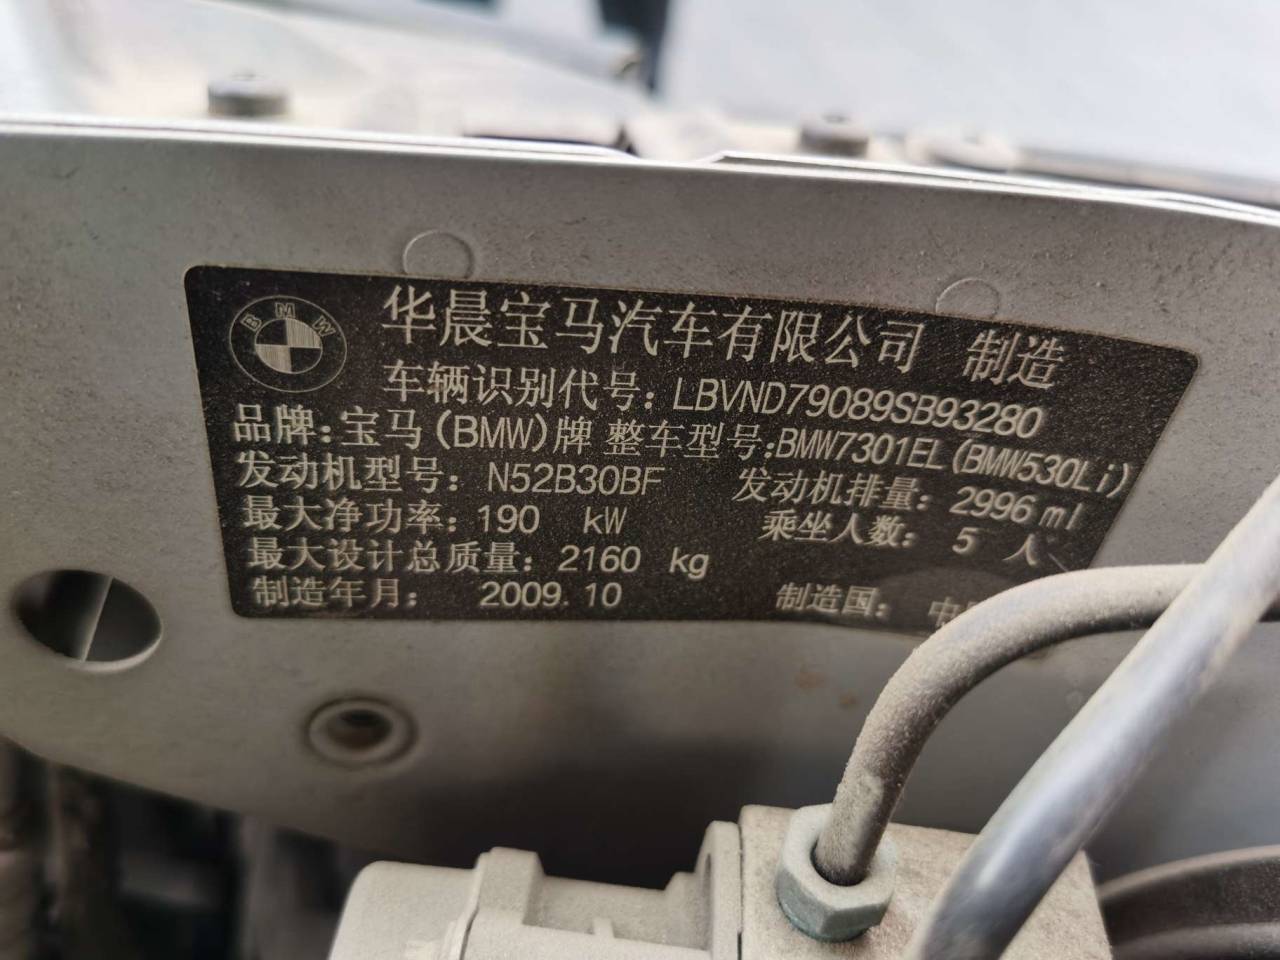 BMW
华晨宝马汽车有限公司 制造
车辆识别代号: LBVND79089SB93280
品牌: 宝马(BMW)牌 整车型号: BMW7301EL(BMW530Li)
发动机型号: N52B30BF 发动机排量: 2996 ml
最大净功率: 190 kW 乘坐人数: 5 人
最大设计总质量: 2160 kg
制造年月: 2009.10 制造国: 中